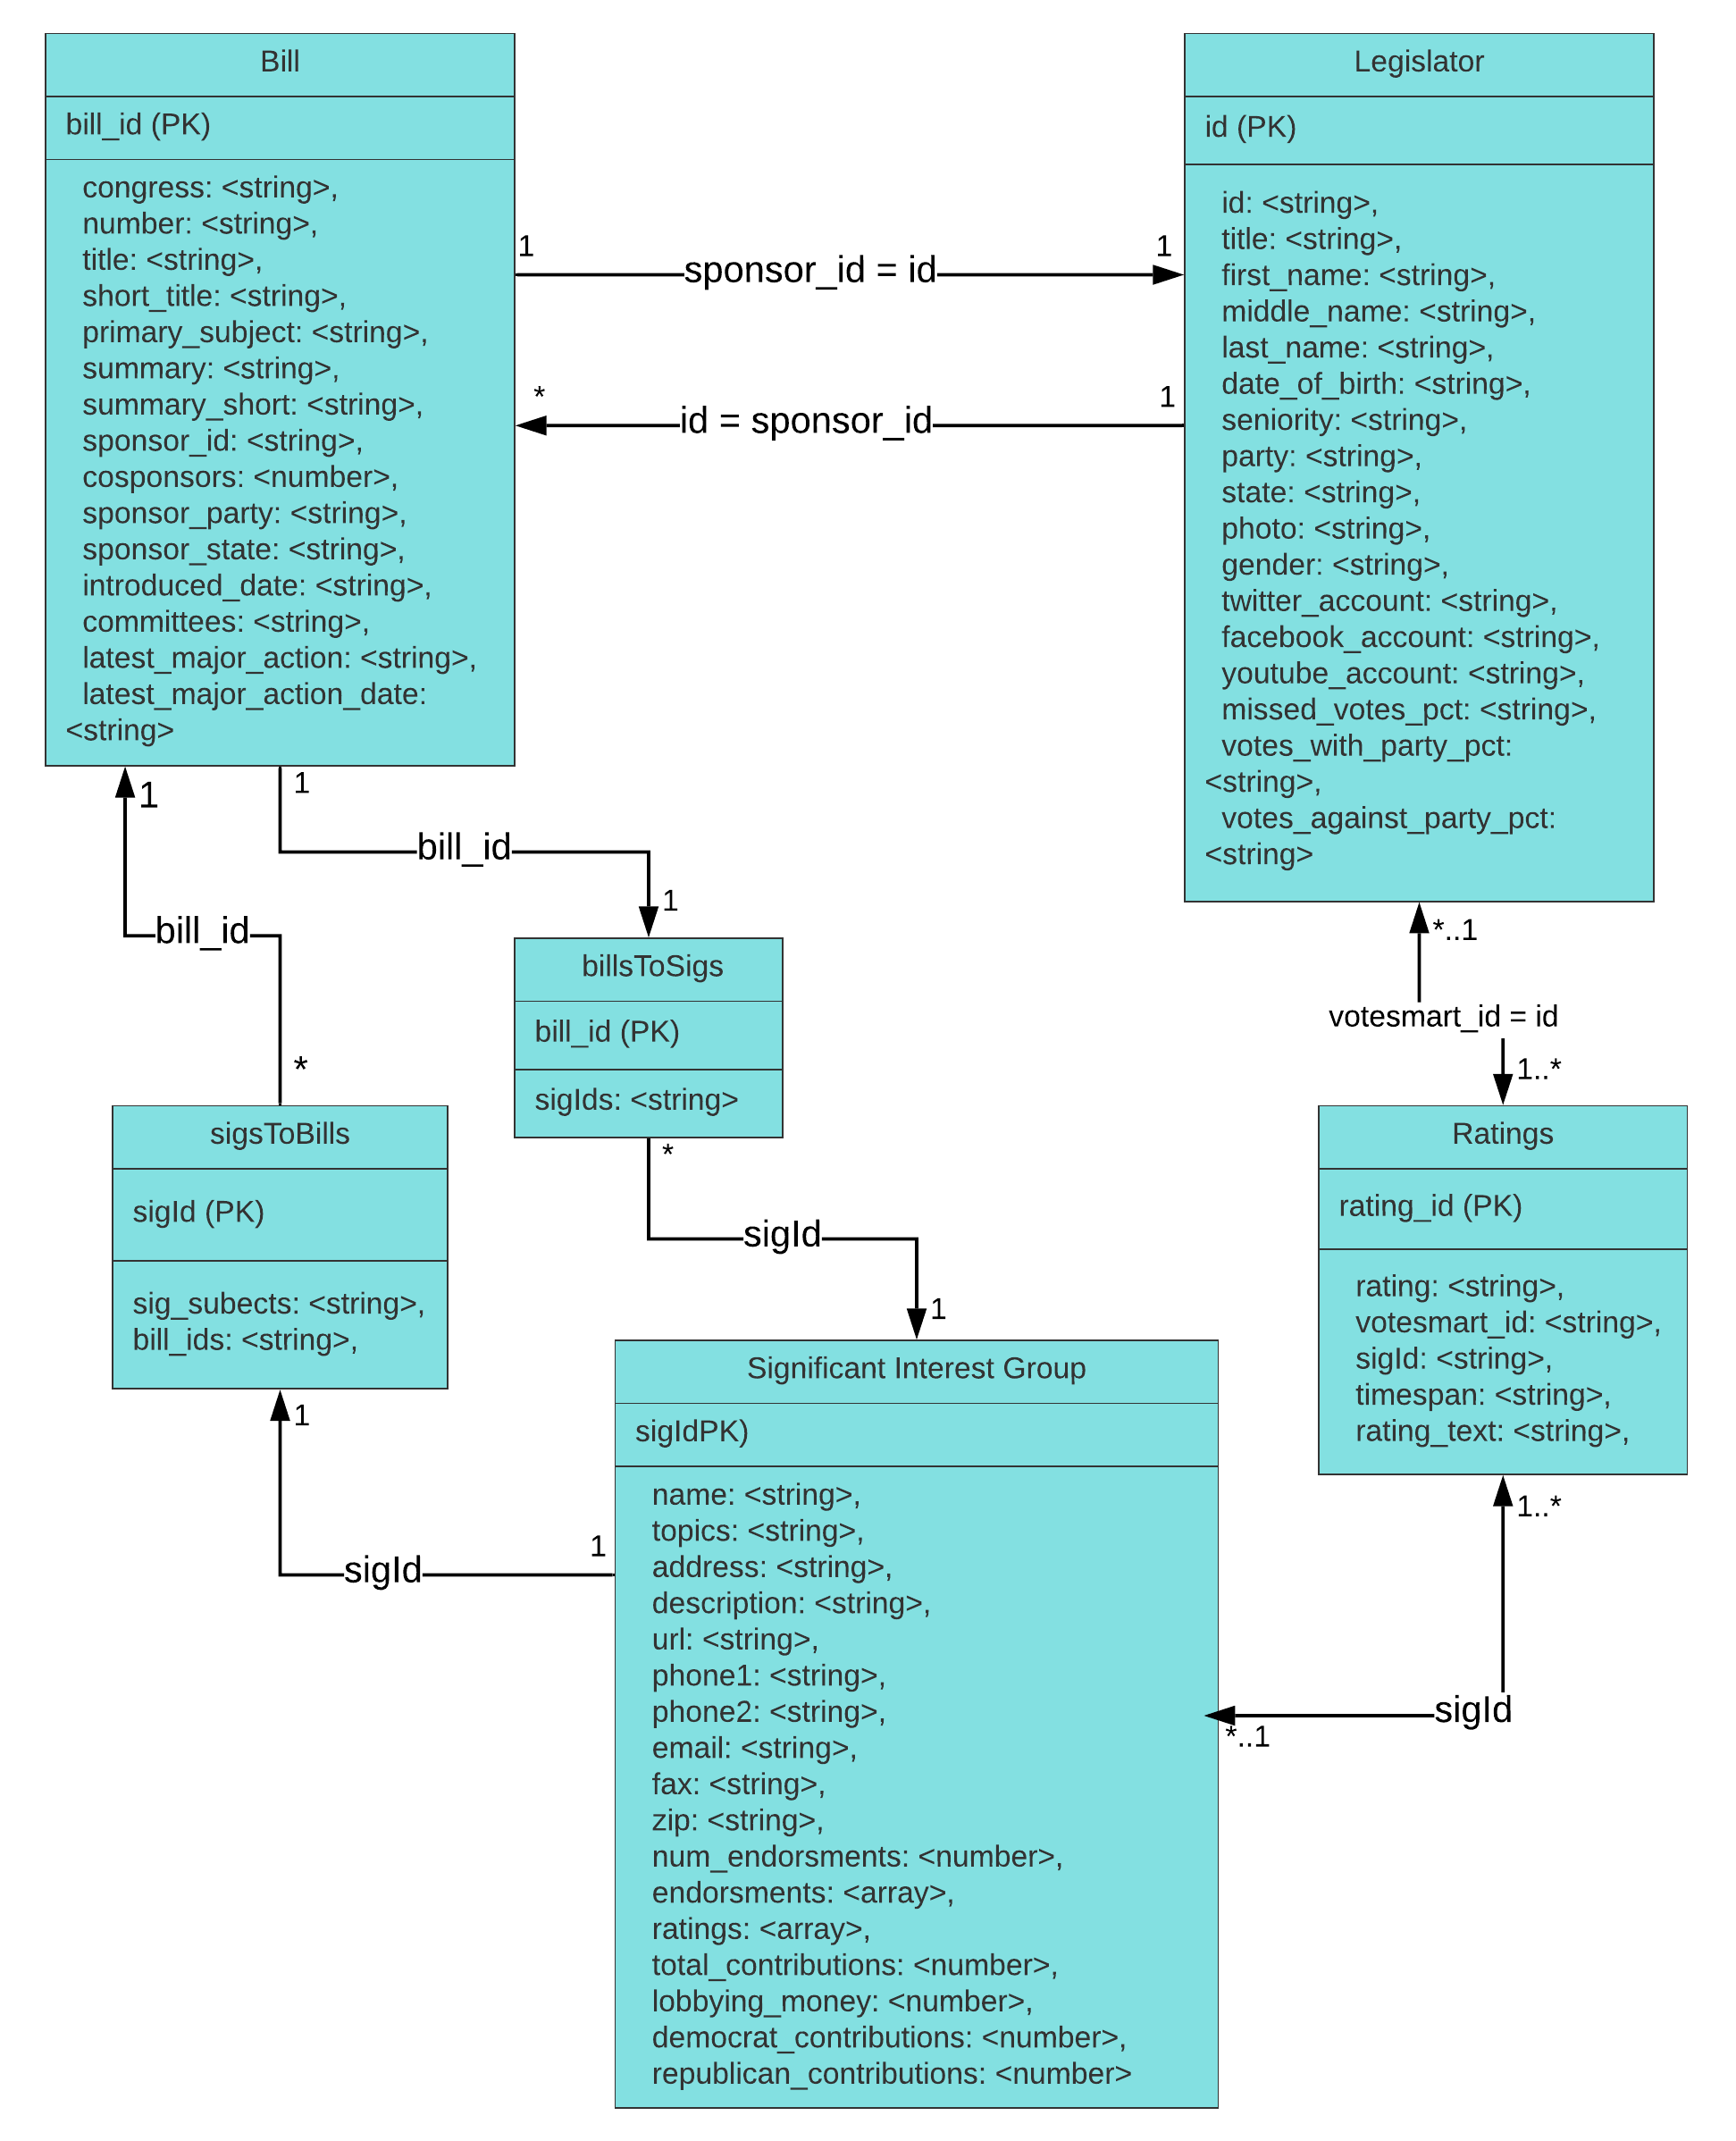 Bill
bill_id (PK)
congress: <string>,
number: <string>,
title: <string>,
short_title: <string>,
primary_subject: <string>,
summary: <string>,
summary_short: <string>,
sponsor_id: <string>,
cosponsors: <number>,
sponsor_party: <string>,
sponsor_state: <string>,
introduced_date: <string>,
committees: <string>,
latest_major_action: <string>,
latest_major_action_date:
<string>
1
sponsor_id = id
1
*
id = sponsor_id
1
Legislator
id (PK)
id: <string>,
title: <string>,
first_name: <string>,
middle_name: <string>,
last_name: <string>,
date_of_birth: <string>,
seniority: <string>,
party: <string>,
state: <string>,
photo: <string>,
gender: <string>,
twitter_account: <string>,
facebook_account: <string>,
youtube_account: <string>,
missed_votes_pct: <string>,
votes_with_party_pct:
<string>,
votes_against_party_pct:
<string>
1
1
bill_id
1
bill_id
*
billsToSigs
bill_id (PK)
sigIds: <string>
*
sigId
1
*..1
votesmart_id = id
1..*
sigsToBills
sigId (PK)
sig_subects: <string>,
bill_ids: <string>,
1
sigId
1
Ratings
rating_id (PK)
rating: <string>,
votesmart_id: <string>,
sigId: <string>,
timespan: <string>,
rating_text: <string>,
1..*
sigId
*..1
Significant Interest Group
sigIdPK)
name: <string>,
topics: <string>,
address: <string>,
description: <string>,
url: <string>,
phone1: <string>,
phone2: <string>,
email: <string>,
fax: <string>,
zip: <string>,
num_endorsments: <number>,
endorsments: <array>,
ratings: <array>,
total_contributions: <number>,
lobbying_money: <number>,
democrat_contributions: <number>,
republican_contributions: <number>